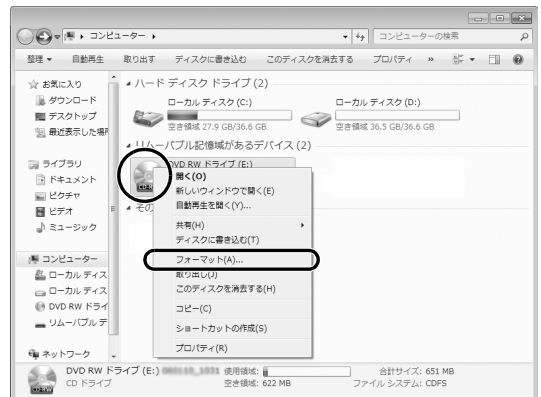 コンピューター
コンピューターの検索
整理 自動再生 取り出す ディスクに書き込む このディスクを消去する プロパティ »
お気に入り
ダウンロード
デスクトップ
最近表示した場所
ライブラリ
ドキュメント
ピクチャ
ビデオ
ミュージック
コンピューター
ローカル ディス
ローカル ディス
DVD RW ドライ
リムーバブル デ
ネットワーク
ハード ディスク ドライブ (2)
ローカル ディスク (C:)
空き領域 27.9 GB/36.6 GB
ローカル ディスク (D:)
空き領域 36.5 GB/36.6 GB
リムーバブル記憶域があるデバイス (2)
DVD RW ドライブ (E:)
CD-R
その
開く(O)
新しいウィンドウで開く(E)
自動再生を開く(Y)...
共有(H)
ディスクに書き込む(T)
フォーマット(A)...
取り出し(J)
このディスクを消去する(H)
コピー(C)
ショートカットの作成(S)
プロパティ(R)
DVD RW ドライブ (E:) 使用領域: 合計サイズ: 651 MB
CD ドライブ 空き領域: 622 MB ファイル システム: CDFS
CD-RW